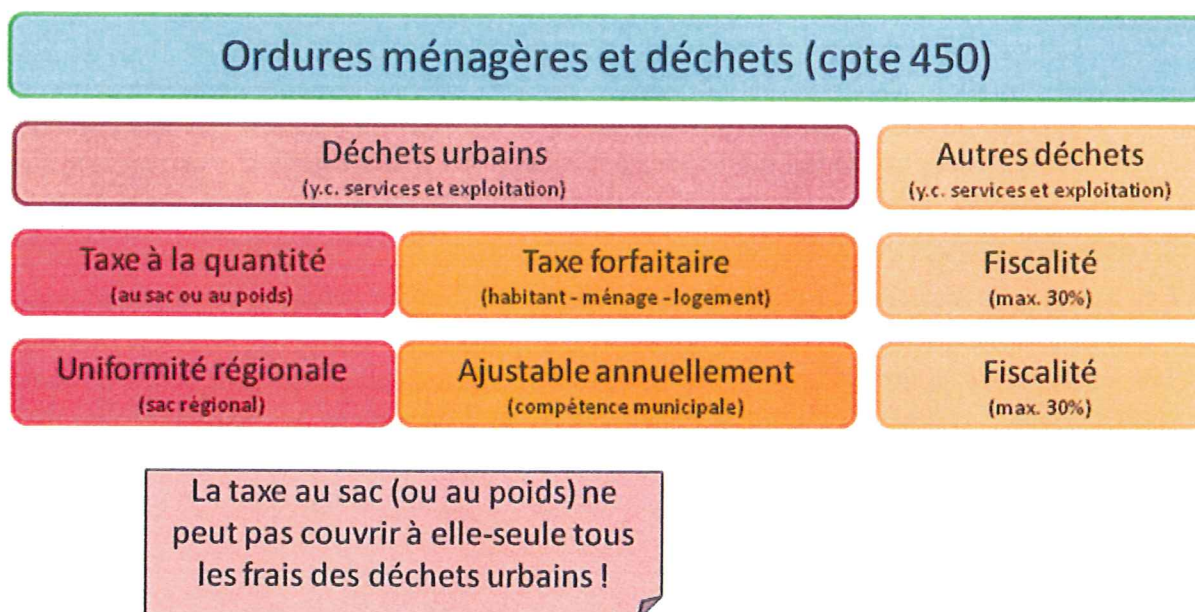 Ordures ménagères et déchets (cpte 450)
Déchets urbains
(y.c. services et exploitation)
Autres déchets
(y.c. services et exploitation)
Taxe à la quantité
(au sac ou au poids)
Taxe forfaitaire
(habitant - ménage - logement)
Fiscalité
(max. 30%)
Uniformité régionale
(sac régional)
Ajustable annuellement
(compétence municipale)
Fiscalité
(max. 30%)
La taxe au sac (ou au poids) ne
peut pas couvrir à elle-seule tous
les frais des déchets urbains !